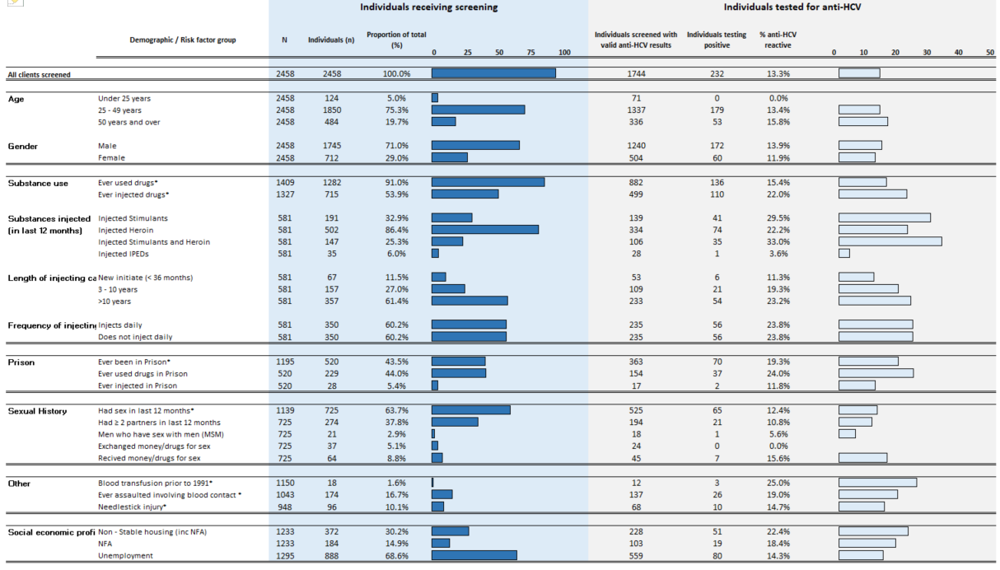 Individuals receiving screening Individuals tested for anti-HCV
Demographic / Risk factor group N Individuals (n) Proportion of total (%) 0 25 50 75 100 Individuals screened with valid anti-HCV results Individuals testing positive % anti-HCV reactive 0 10 20 30 40 50
All clients screened 2458 2458 100.0% 1744 232 13.3%
Age Under 25 years 2458 124 5.0% 71 0 0.0%
25 - 49 years 2458 1850 75.3% 1337 179 13.4%
50 years and over 2458 484 19.7% 336 53 15.8%
Gender Male 2458 1745 71.0% 1240 172 13.9%
Female 2458 712 29.0% 504 60 11.9%
Substance use Ever used drugs* 1409 1282 91.0% 882 136 15.4%
Ever injected drugs* 1327 715 53.9% 499 110 22.0%
Substances injected Injected Stimulants 581 191 32.9% 139 41 29.5%
(in last 12 months) Injected Heroin 581 502 86.4% 334 74 22.2%
Injected Stimulants and Heroin 581 147 25.3% 106 35 33.0%
Injected IPEDs 581 35 6.0% 28 1 3.6%
Length of injecting ca New initiate (< 36 months) 581 67 11.5% 53 6 11.3%
3 - 10 years 581 157 27.0% 109 21 19.3%
>10 years 581 357 61.4% 233 54 23.2%
Frequency of injecting Injects daily 581 350 60.2% 235 56 23.8%
Does not inject daily 581 350 60.2% 235 56 23.8%
Prison Ever been in Prison* 1195 520 43.5% 363 70 19.3%
Ever used drugs in Prison 520 229 44.0% 154 37 24.0%
Ever injected in Prison 520 28 5.4% 17 2 11.8%
Sexual History Had sex in last 12 months* 1139 725 63.7% 525 65 12.4%
Had ≥ 2 partners in last 12 months 725 274 37.8% 194 21 10.8%
Men who have sex with men (MSM) 725 21 2.9% 18 1 5.6%
Exchanged money/drugs for sex 725 37 5.1% 24 0 0.0%
Recived money/drugs for sex 725 64 8.8% 45 7 15.6%
Other Blood transfusion prior to 1991* 1150 18 1.6% 12 3 25.0%
Ever assaulted involving blood contact * 1043 174 16.7% 137 26 19.0%
Needlestick injury* 948 96 10.1% 68 10 14.7%
Social economic profi Non - Stable housing (inc NFA) 1233 372 30.2% 228 51 22.4%
NFA 1233 184 14.9% 103 19 18.4%
Unemployment 1295 888 68.6% 559 80 14.3%